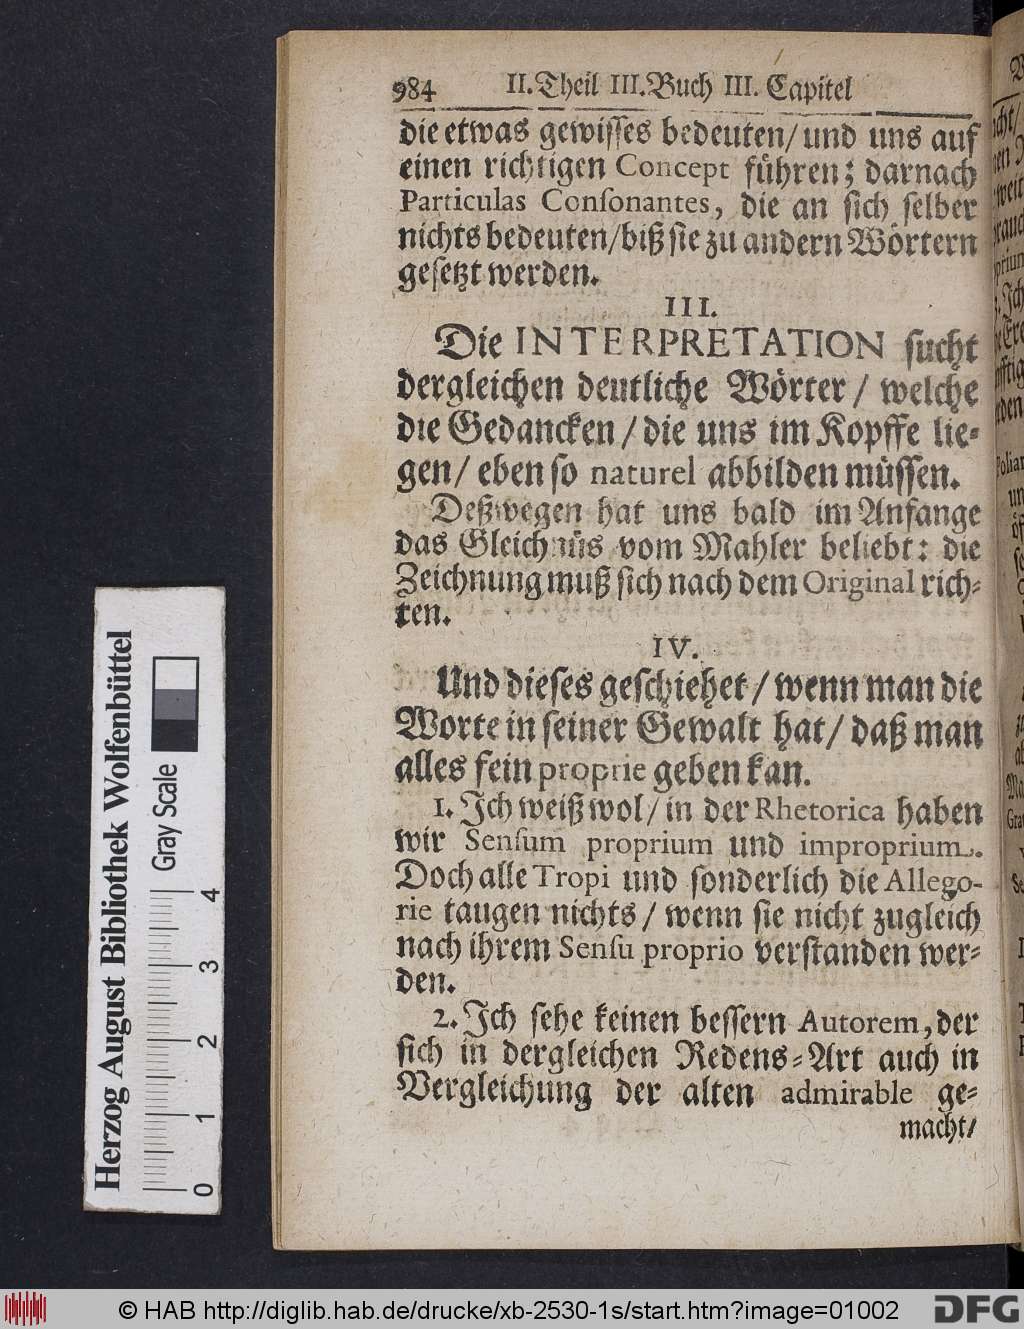 984 II. Theil III. Buch III. Capitel
die etwas gewisses bedeuten/ und uns auf
einen richtigen Concept führen; darnach
Particulas Consonantes, die an sich selber
nichts bedeuten/ biß sie zu andern Wörtern
gesetzt werden.
III.
Die INTERPRETATION sucht
dergleichen deutliche Wörter/ welche
die Gedancken/ die uns im Kopffe lie-
gen/ eben so naturel abbilden müssen.
Deßwegen hat uns bald im Anfange
das Gleichnüs vom Mahler beliebt: die
Zeichnung muß sich nach dem Original rich-
ten.
IV.
Und dieses geschiehet/ wenn man die
Worte in seiner Gewalt hat/ daß man
alles fein proprie geben kan.
1. Ich weiß wol/ in der Rhetorica haben
wir Sensum proprium und improprium.
Doch alle Tropi und sonderlich die Allego-
rie taugen nichts/ wenn sie nicht zugleich
nach ihrem Sensu proprio verstanden wer-
den.
2. Ich sehe keinen bessern Autorem, der
sich in dergleichen Redens-Art auch in
Vergleichung der alten admirable ge-
macht/
Herzog August Bibliothek Wolfenbüttel
Gray Scale
0 1 2 3 4
© HAB http://diglib.hab.de/drucke/xb-2530-1s/start.htm?image=01002
DFG